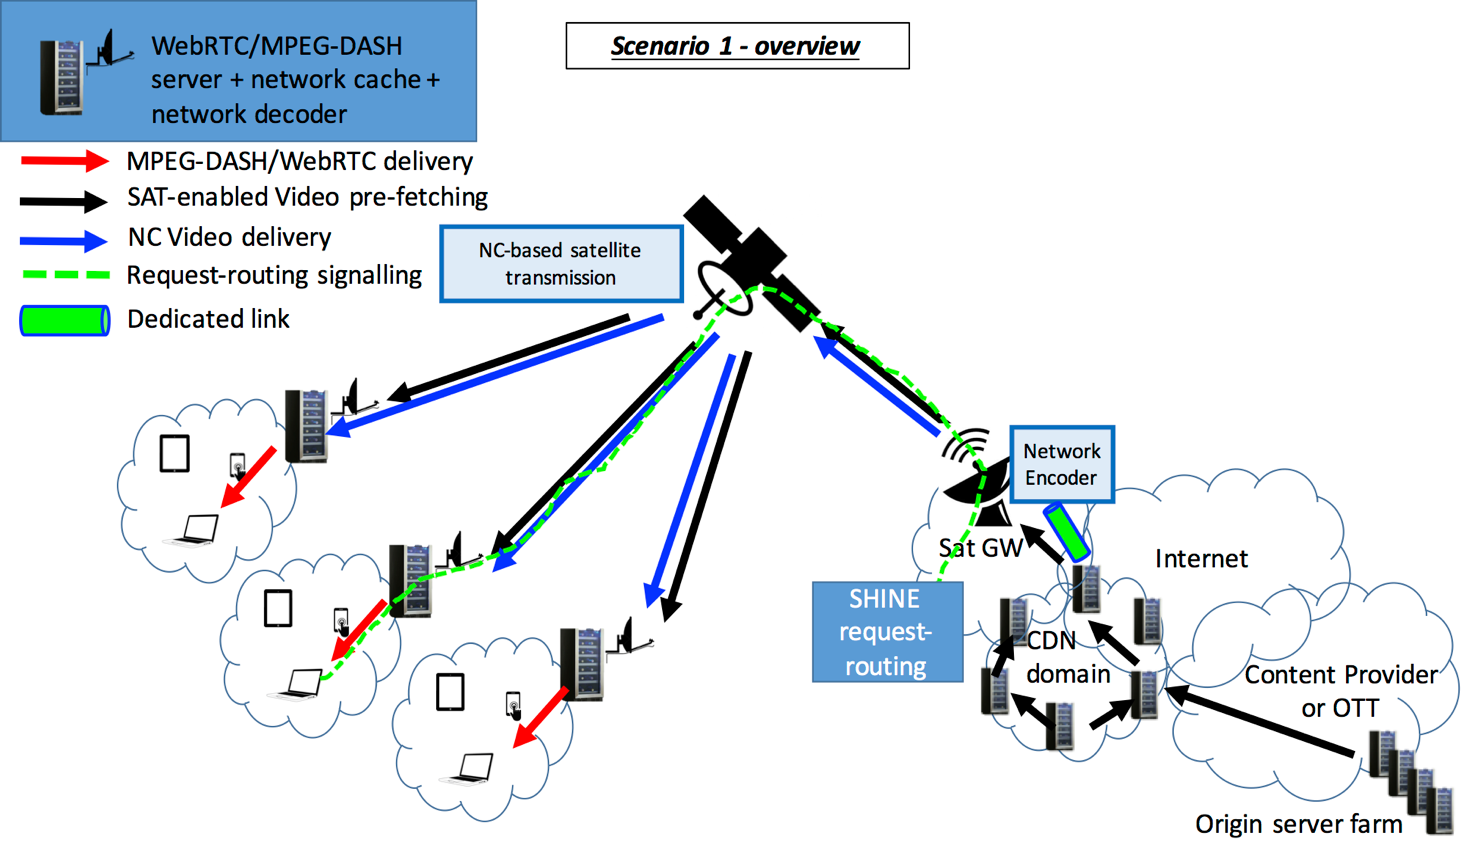 WebRTC/MPEG-DASH
server + network cache +
network decoder
Scenario 1 - overview
MPEG-DASH/WebRTC delivery
SAT-enabled Video pre-fetching
NC Video delivery
Request-routing signalling
Dedicated link
NC-based satellite
transmission
Network
Encoder
Sat GW
Internet
SHINE
request-
routing
CDN
domain
Content Provider
or OTT
Origin server farm